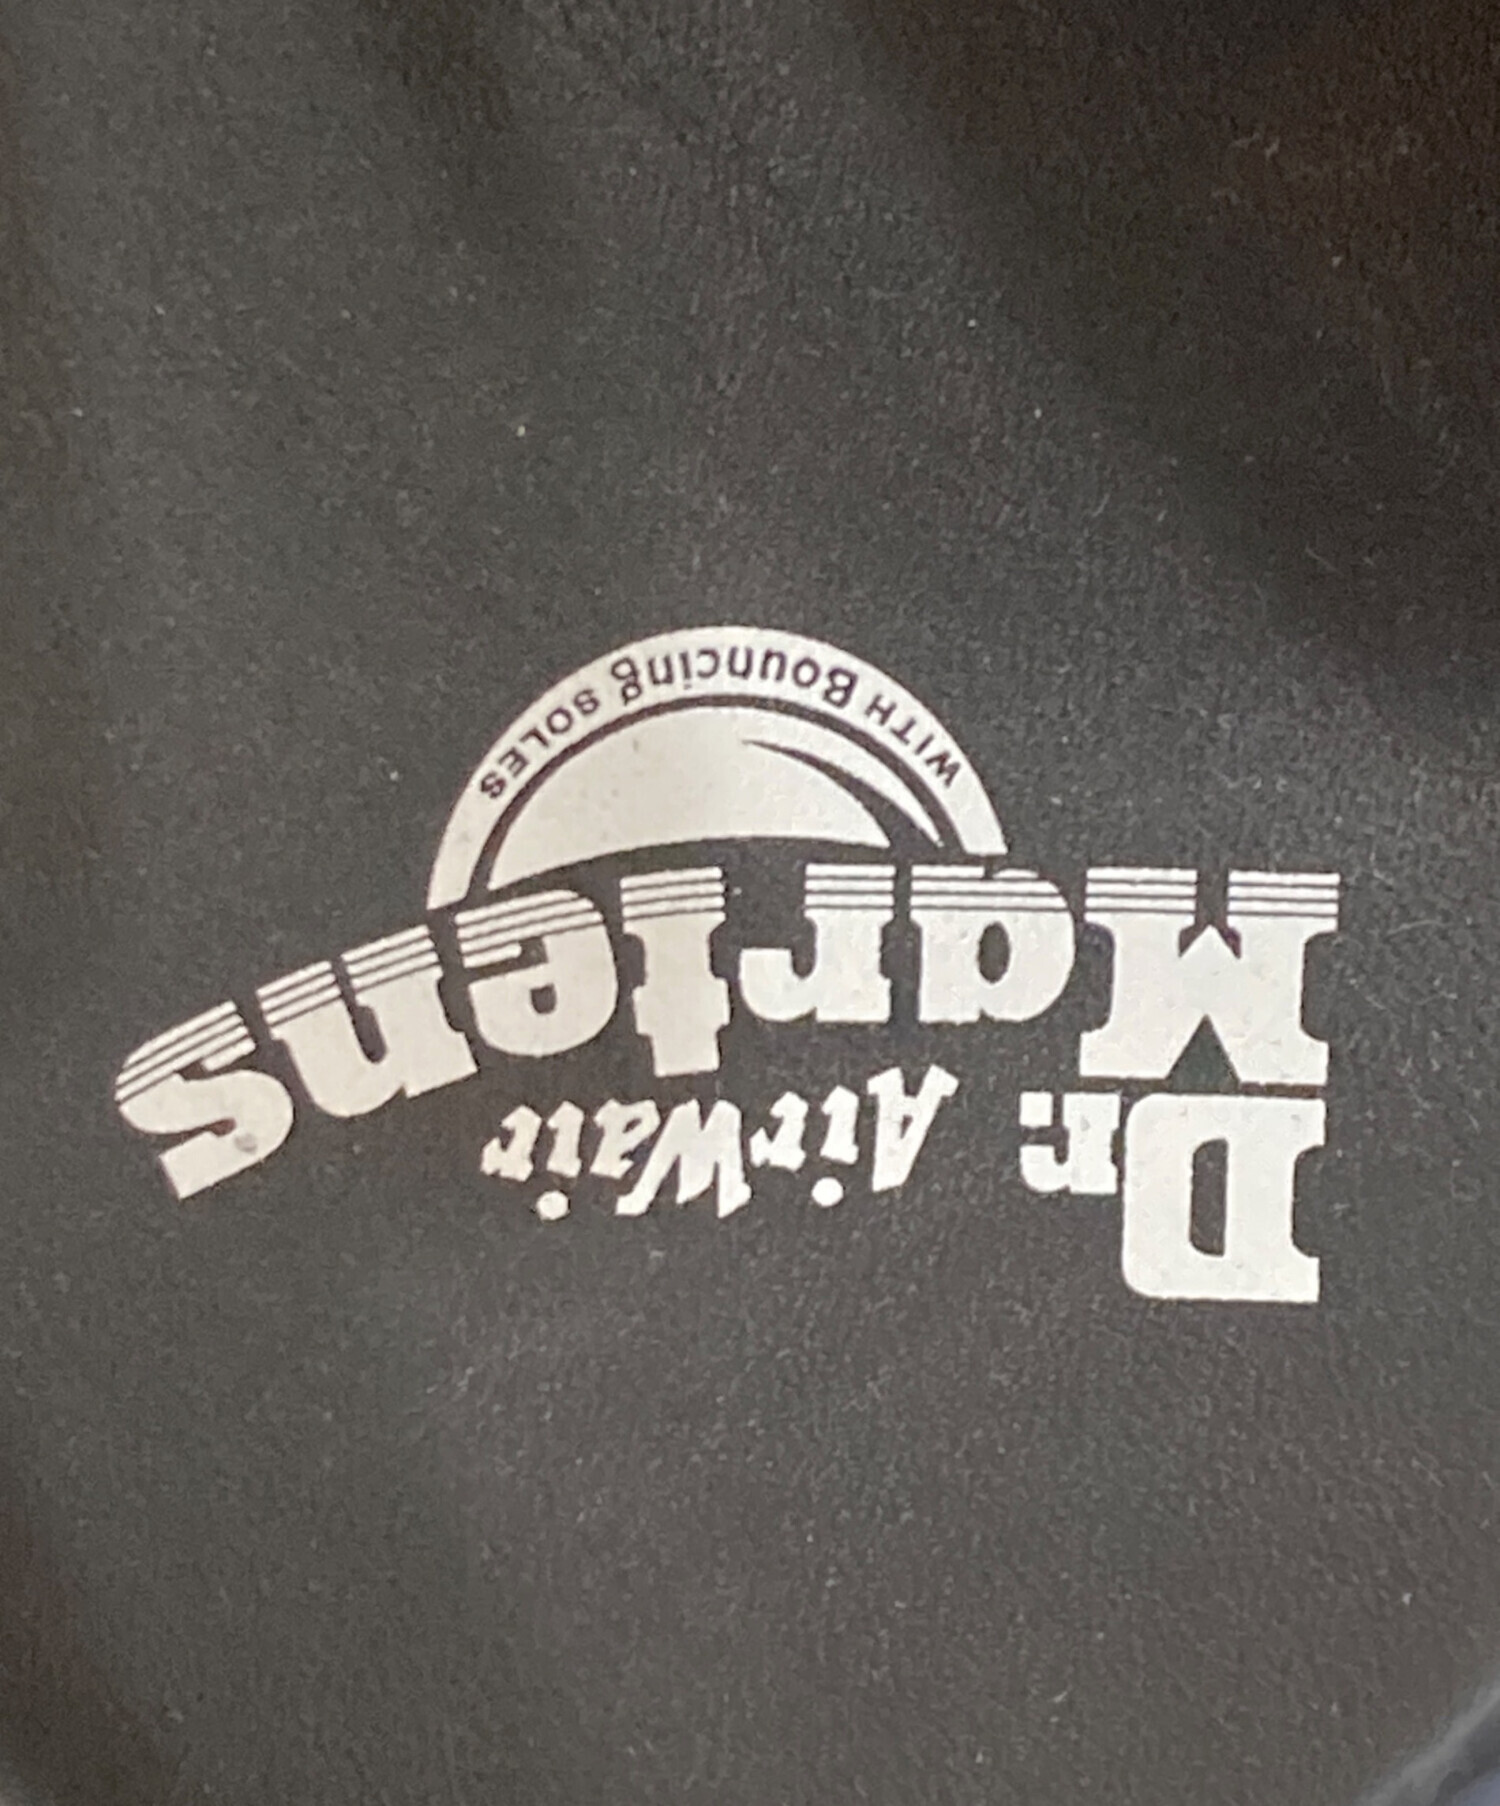 Dr.
AirWair
Martens
WITH Bouncing SOLES